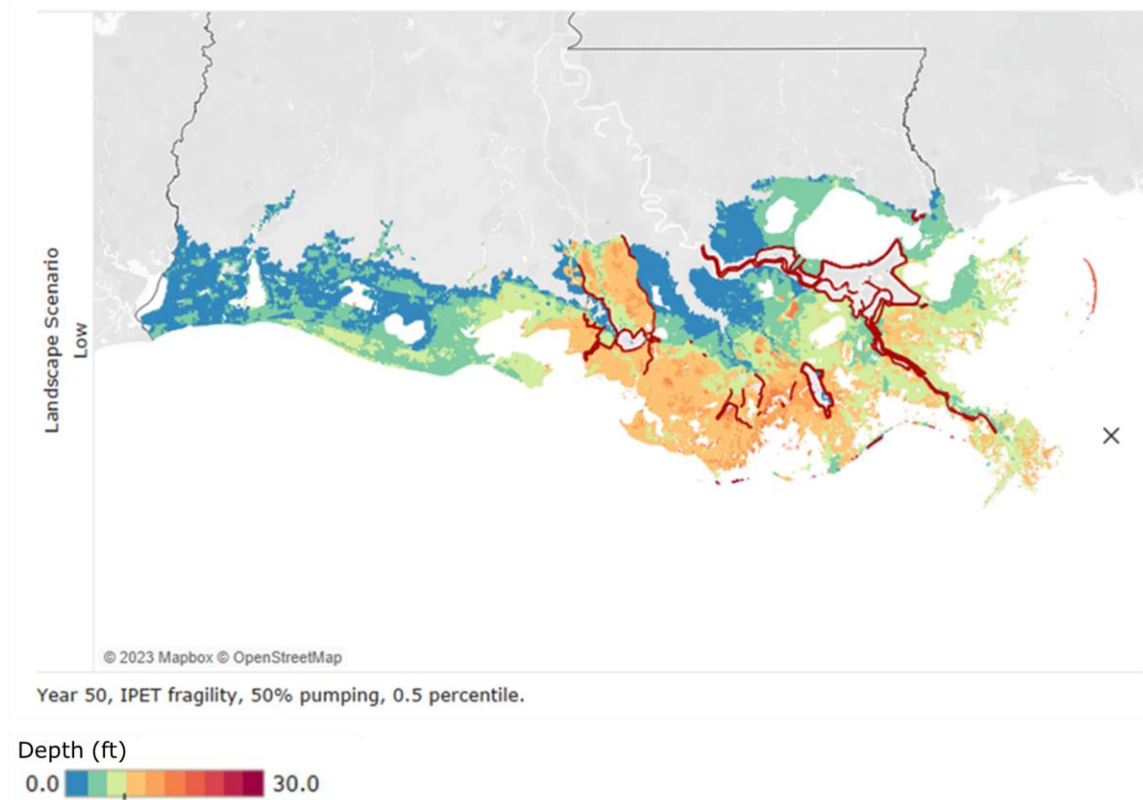 Landscape Scenario
Low
© 2023 Mapbox © OpenStreetMap
Year 50, IPET fragility, 50% pumping, 0.5 percentile.
Depth (ft)
0.0 30.0